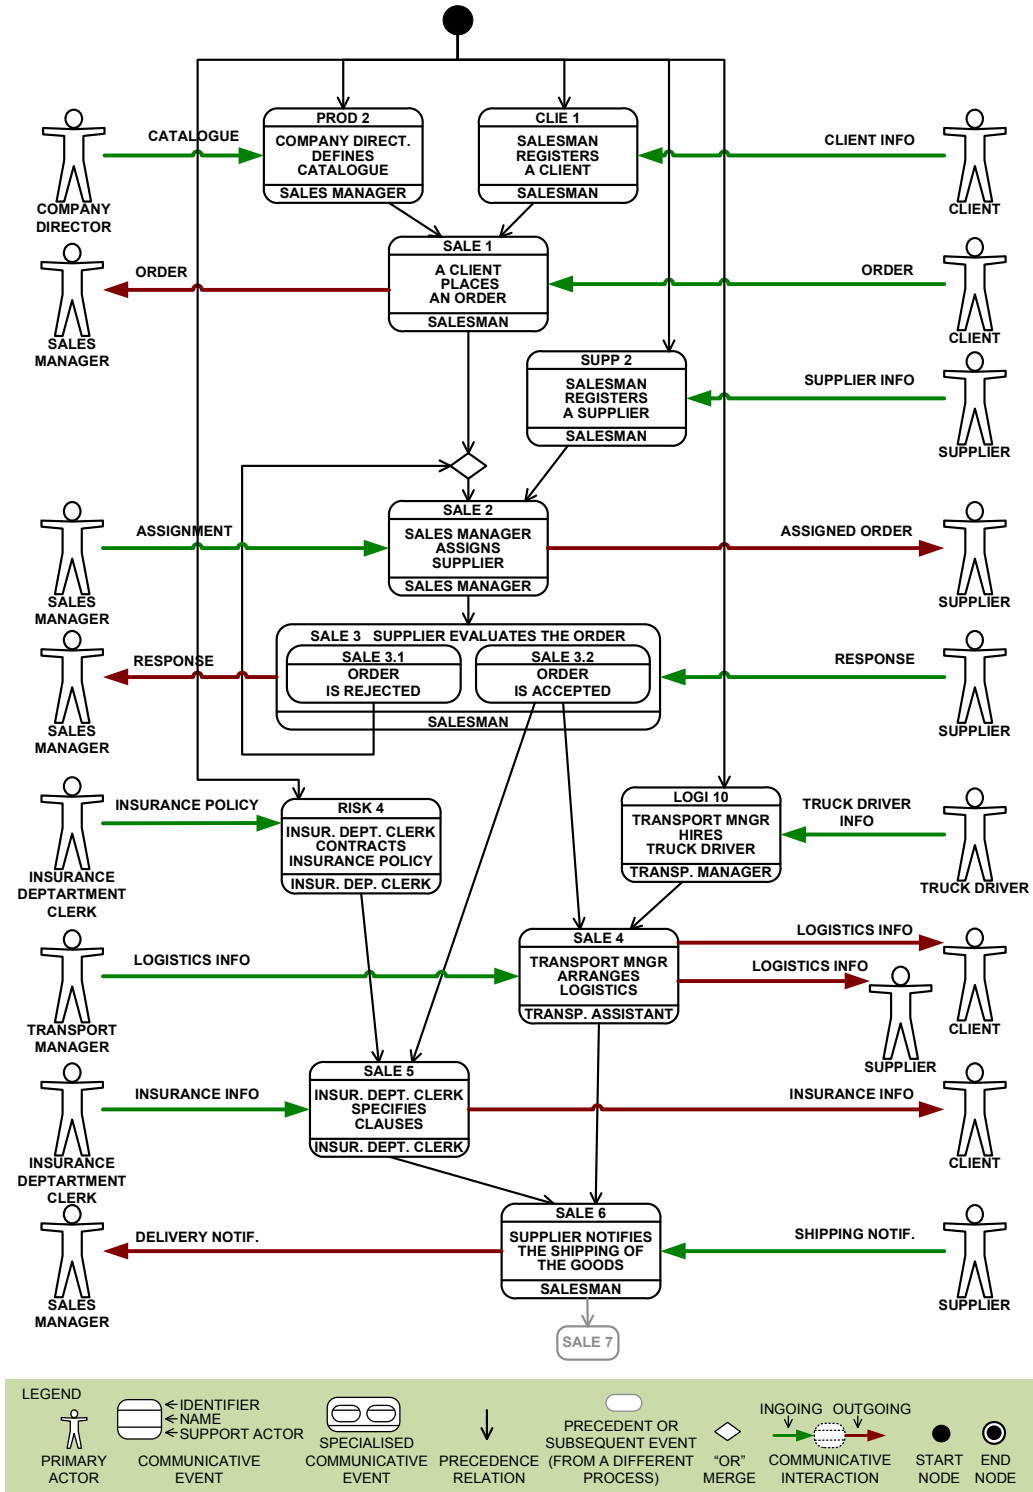 PROD 2
COMPANY DIRECT.
DEFINES
CATALOGUE
SALES MANAGER
CLIE 1
SALESMAN
REGISTERS
A CLIENT
SALESMAN
CATALOGUE
CLIENT INFO
COMPANY
DIRECTOR
CLIENT
SALE 1
A CLIENT
PLACES
AN ORDER
SALESMAN
ORDER
ORDER
SALES
MANAGER
CLIENT
SUPP 2
SALESMAN
REGISTERS
A SUPPLIER
SALESMAN
SUPPLIER INFO
SUPPLIER
SALE 2
SALES MANAGER
ASSIGNS
SUPPLIER
SALES MANAGER
ASSIGNMENT
ASSIGNED ORDER
SALES
MANAGER
SUPPLIER
SALE 3 SUPPLIER EVALUATES THE ORDER
SALE 3.1
ORDER
IS REJECTED
SALE 3.2
ORDER
IS ACCEPTED
SALESMAN
RESPONSE
RESPONSE
SALES
MANAGER
SUPPLIER
INSURANCE POLICY
RISK 4
INSUR. DEPT. CLERK
CONTRACTS
INSURANCE POLICY
INSUR. DEP. CLERK
LOGI 10
TRANSPORT MNGR
HIRES
TRUCK DRIVER
TRANSP. MANAGER
TRUCK DRIVER
INFO
INSURANCE
DEPTARTMENT
CLERK
TRUCK DRIVER
SALE 4
TRANSPORT MNGR
ARRANGES
LOGISTICS
TRANSP. ASSISTANT
LOGISTICS INFO
LOGISTICS INFO
LOGISTICS INFO
TRANSPORT
MANAGER
CLIENT
SUPPLIER
SALE 5
INSUR. DEPT. CLERK
SPECIFIES
CLAUSES
INSUR. DEPT. CLERK
INSURANCE INFO
INSURANCE INFO
INSURANCE
DEPTARTMENT
CLERK
CLIENT
SALE 6
SUPPLIER NOTIFIES
THE SHIPPING OF
THE GOODS
SALESMAN
DELIVERY NOTIF.
SHIPPING NOTIF.
SALES
MANAGER
SUPPLIER
SALE 7
LEGEND
PRIMARY
ACTOR
IDENTIFIER
NAME
SUPPORT ACTOR
COMMUNICATIVE
EVENT
SPECIALISED
COMMUNICATIVE
EVENT
PRECEDENCE
RELATION
PRECEDENT OR
SUBSEQUENT EVENT
(FROM A DIFFERENT
PROCESS)
"OR"
MERGE
INGOING
OUTGOING
COMMUNICATIVE
INTERACTION
START
NODE
END
NODE